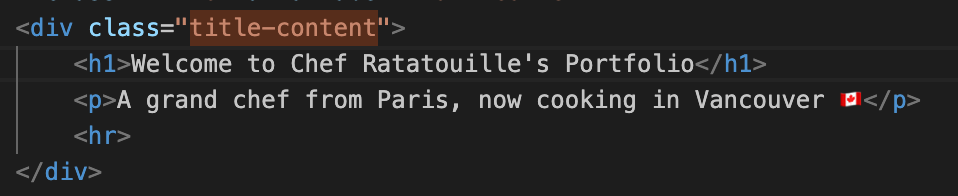 <div class="title-content">
<h1>Welcome to Chef Ratatouille's Portfolio</h1>
<p>A grand chef from Paris, now cooking in Vancouver 🇨🇦</p>
<hr>
</div>